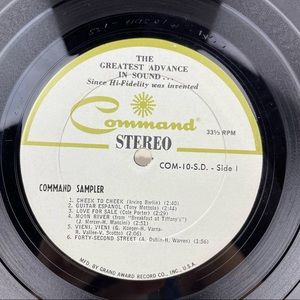 THE
GREATEST ADVANCE
IN SOUND...
Since Hi-Fidelity was invented
Command
STEREO
33⅓ RPM
COM-10-S.D. - Side 1
COMMAND SAMPLER
1. CHEEK TO CHEEK (Irving Berlin) (2:40)
2. GUITAR ESPANOL (Tony Mottola) (2:44)
3. LOVE FOR SALE (Cole Porter) (2:29)
4. MOON RIVER (from "Breakfast at Tiffany's")
(J. Mercer-H. Mancini) (2:51)
5. VIENI, VIENI (G. Koeger-H. Varna-
R. Vallee-V. Scotto) (2:56)
6. FORTY-SECOND STREET (A. Dubin-H. Warren) (1:56)
MFD. BY GRAND AWARD RECORD CO., INC., U.S.A.